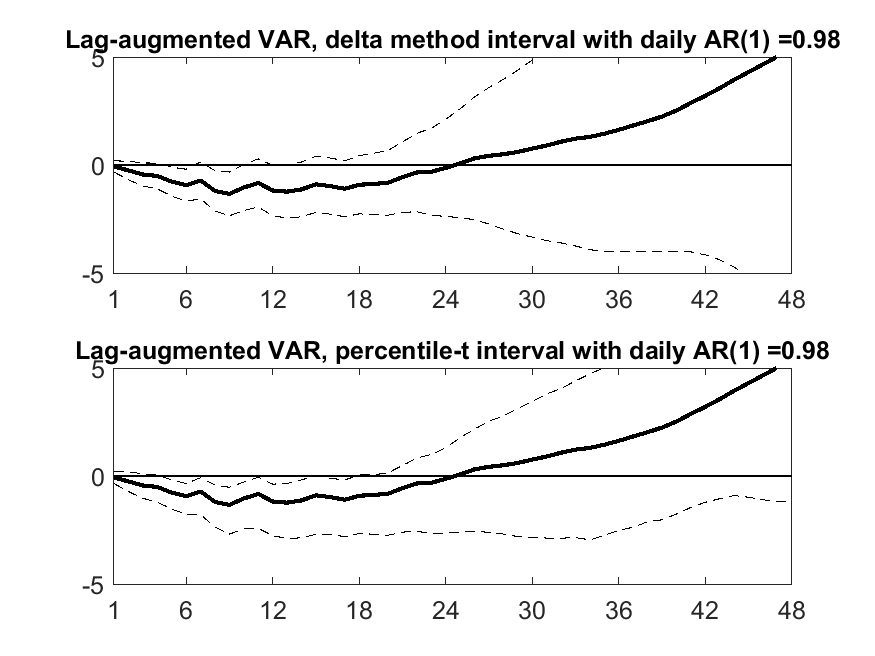 Lag-augmented VAR, delta method interval with daily AR(1) =0.98
5
0
-5
1 6 12 18 24 30 36 42 48
Lag-augmented VAR, percentile-t interval with daily AR(1) =0.98
5
0
-5
1 6 12 18 24 30 36 42 48